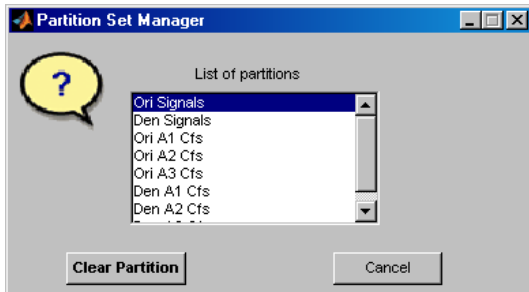 Partition Set Manager
?
List of partitions
Ori Signals
Den Signals
Ori A1 Cfs
Ori A2 Cfs
Ori A3 Cfs
Den A1 Cfs
Den A2 Cfs
Clear Partition
Cancel